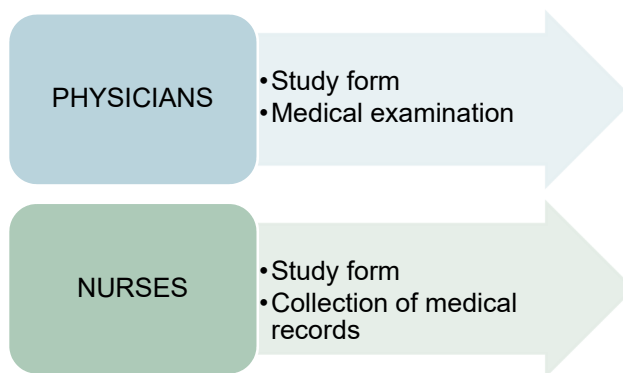 PHYSICIANS
•Study form
•Medical examination
NURSES
•Study form
•Collection of medical
records